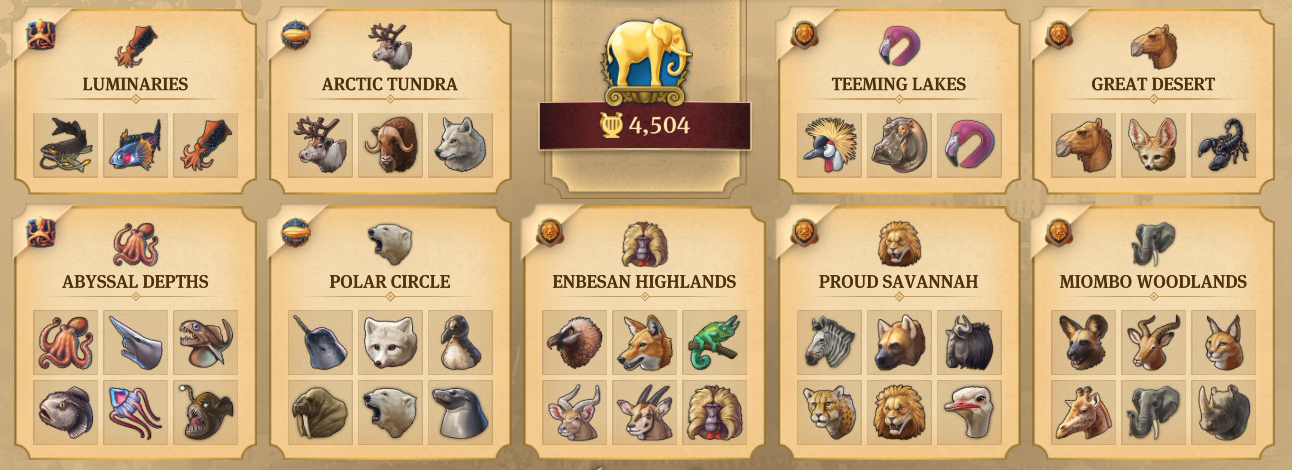 LUMINARIES
ARCTIC TUNDRA
4,504
TEEMING LAKES
GREAT DESERT
ABYSSAL DEPTHS
POLAR CIRCLE
ENBESAN HIGHLANDS
PROUD SAVANNAH
MIOMBO WOODLANDS